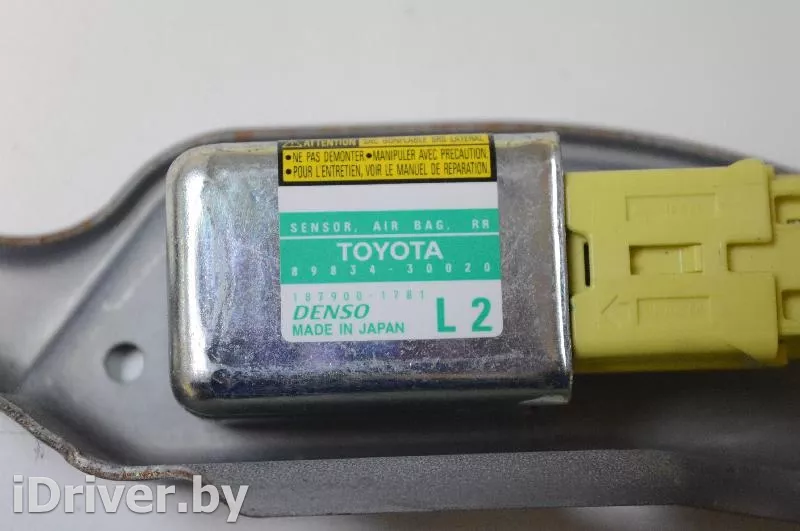 ATTENTION SAC GONFLABLE SRS LATERAL
•NE PAS DEMONTER.•MANIPULER AVEC PRECAUTION.
•POUR L'ENTRETIEN, VOIR LE MANUEL DE REPARATION.
SENSOR, AIR BAG, RR
TOYOTA
89834-30020
187900-1781
DENSO
MADE IN JAPAN
L2
iDriver.by